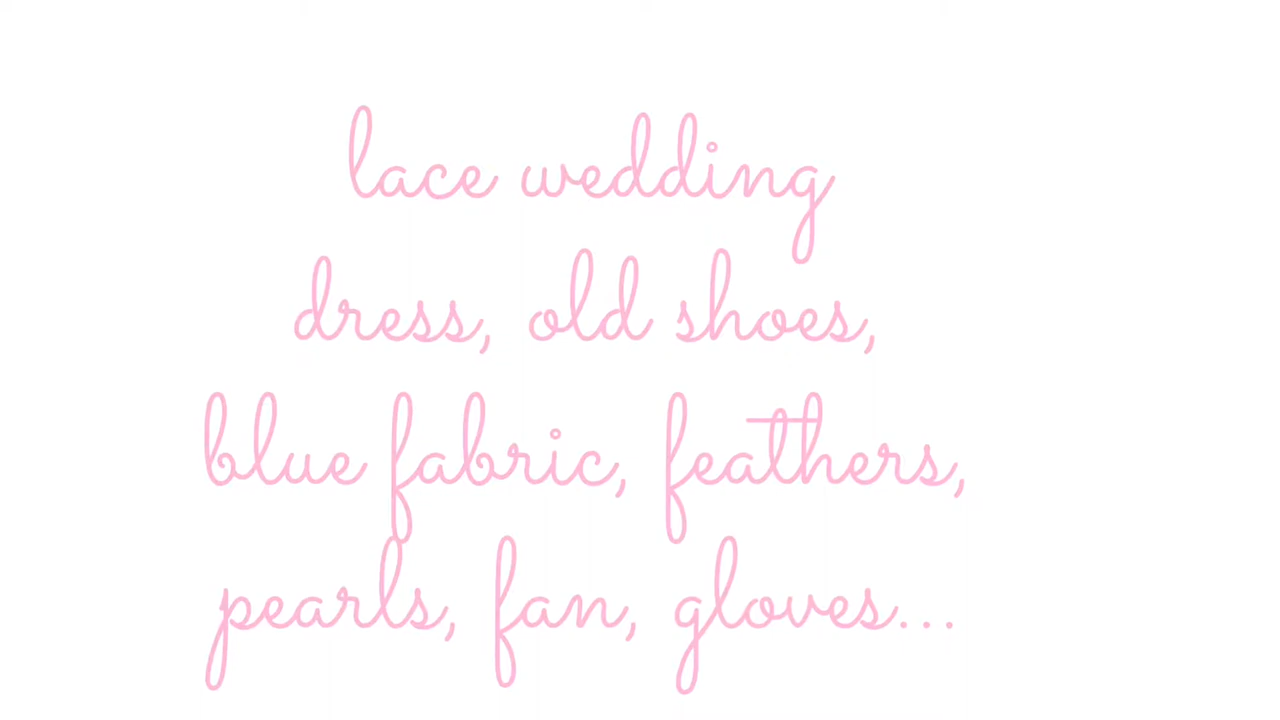 lace wedding
dress, old shoes,
blue fabric, feathers,
pearls, fan, gloves...